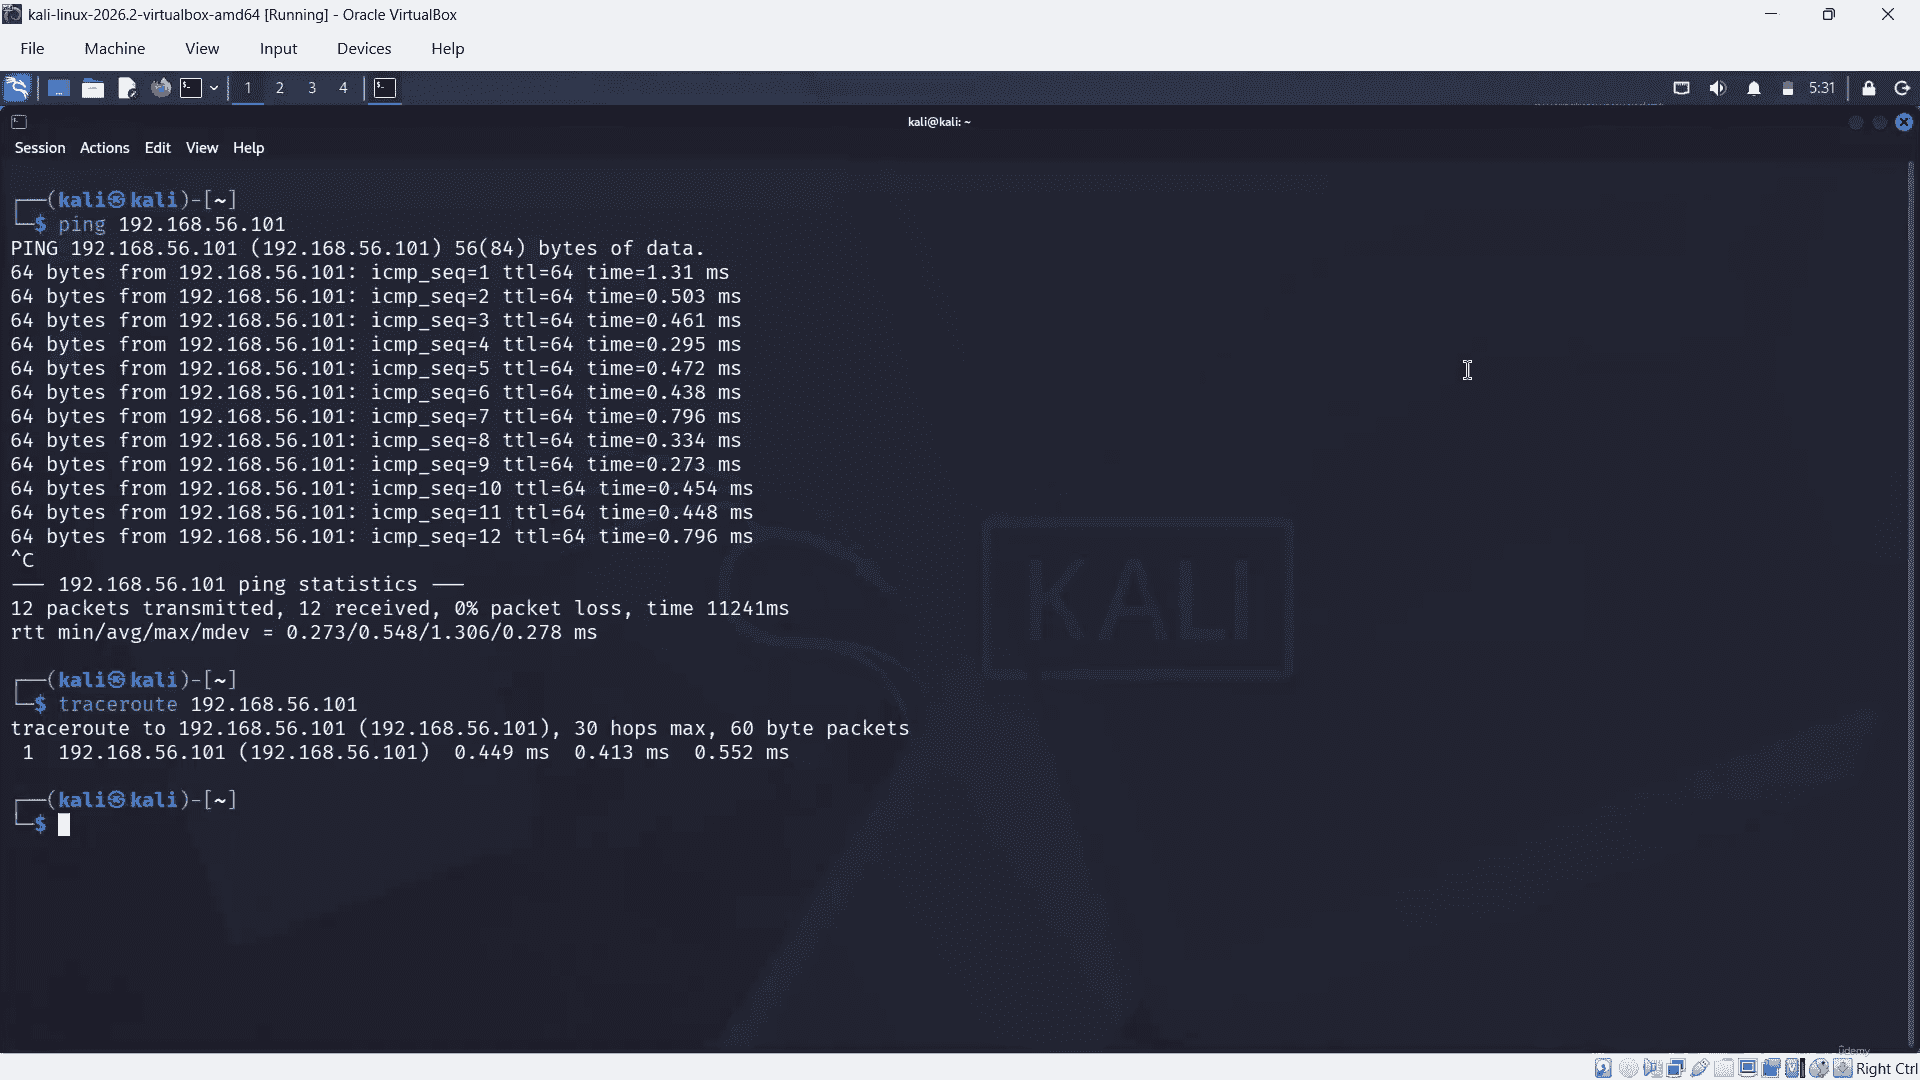 kali-linux-2026.2-virtualbox-amd64 [Running] - Oracle VirtualBox
File Machine View Input Devices Help
1 2 3 4 5:31
kali@kali: ~
Session Actions Edit View Help
┌──(kali㉿kali)-[~]
└─$ ping 192.168.56.101
PING 192.168.56.101 (192.168.56.101) 56(84) bytes of data.
64 bytes from 192.168.56.101: icmp_seq=1 ttl=64 time=1.31 ms
64 bytes from 192.168.56.101: icmp_seq=2 ttl=64 time=0.503 ms
64 bytes from 192.168.56.101: icmp_seq=3 ttl=64 time=0.461 ms
64 bytes from 192.168.56.101: icmp_seq=4 ttl=64 time=0.295 ms
64 bytes from 192.168.56.101: icmp_seq=5 ttl=64 time=0.472 ms
64 bytes from 192.168.56.101: icmp_seq=6 ttl=64 time=0.438 ms
64 bytes from 192.168.56.101: icmp_seq=7 ttl=64 time=0.796 ms
64 bytes from 192.168.56.101: icmp_seq=8 ttl=64 time=0.334 ms
64 bytes from 192.168.56.101: icmp_seq=9 ttl=64 time=0.273 ms
64 bytes from 192.168.56.101: icmp_seq=10 ttl=64 time=0.454 ms
64 bytes from 192.168.56.101: icmp_seq=11 ttl=64 time=0.448 ms
64 bytes from 192.168.56.101: icmp_seq=12 ttl=64 time=0.796 ms
^C
--- 192.168.56.101 ping statistics ---
12 packets transmitted, 12 received, 0% packet loss, time 11241ms
rtt min/avg/max/mdev = 0.273/0.548/1.306/0.278 ms
┌──(kali㉿kali)-[~]
└─$ traceroute 192.168.56.101
traceroute to 192.168.56.101 (192.168.56.101), 30 hops max, 60 byte packets
1 192.168.56.101 (192.168.56.101) 0.449 ms 0.413 ms 0.552 ms
┌──(kali㉿kali)-[~]
└─$
KALI
ûdemy
Right Ctrl